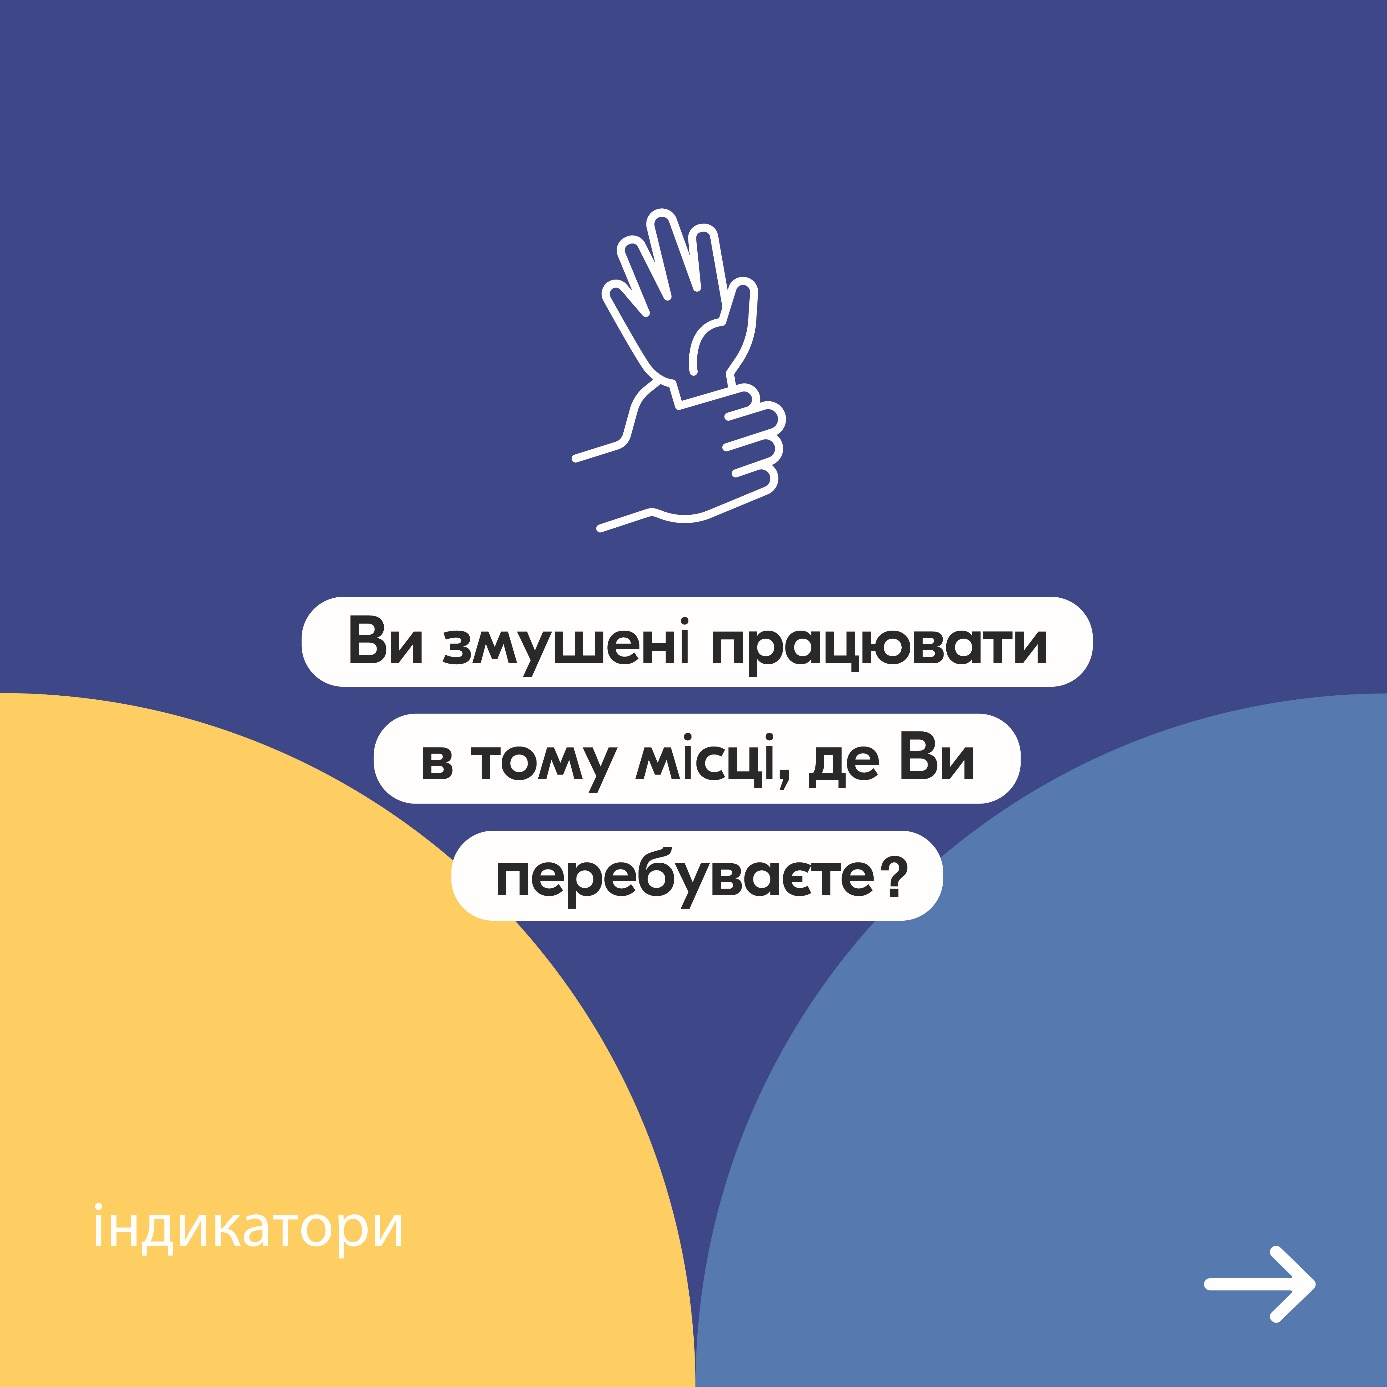 Ви змушені працювати
в тому місці, де Ви
перебуваєте?
індикатори